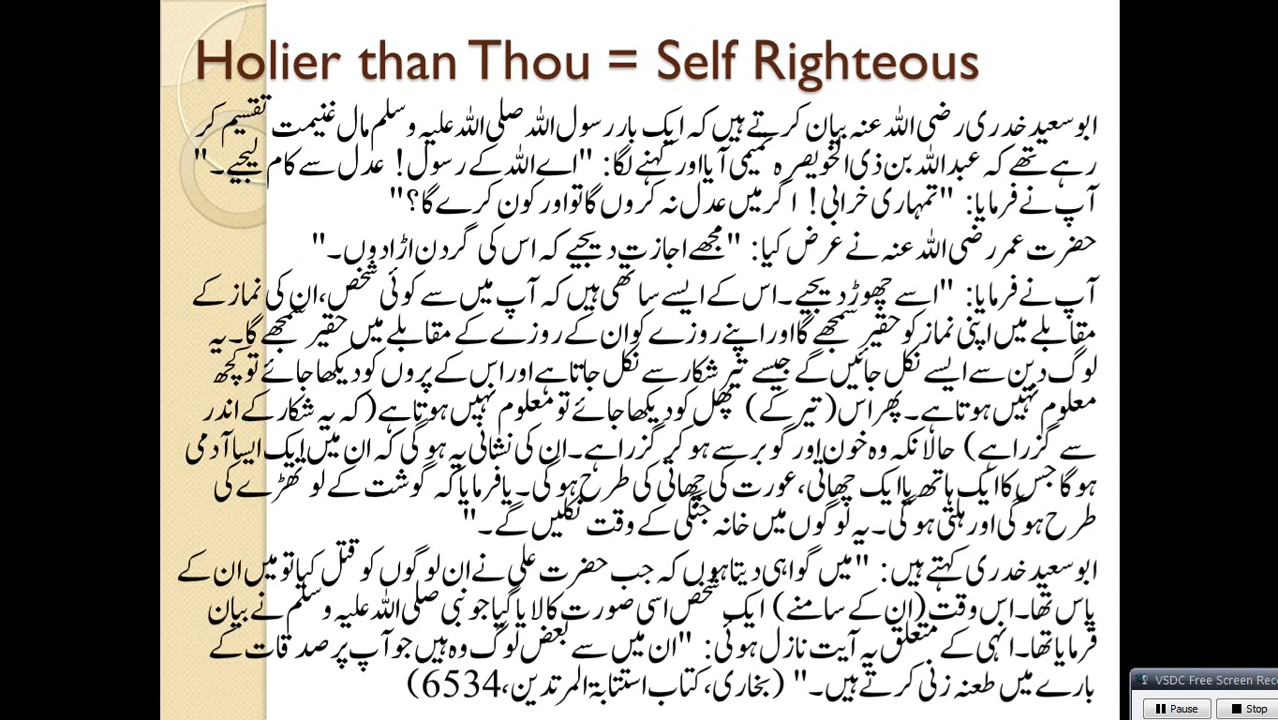 Holier than Thou = Self Righteous
ابو سعید خدری رضی اللہ عنہ بیان کرتے ہیں کہ ایک بار رسول اللہ صلی اللہ علیہ وسلم مال غنیمت تقسیم کر
رہے تھے کہ عبداللہ بن ذی الخویصرہ تمیمی آیا اور کہنے لگا: "اے اللہ کے رسول! عدل سے کام لیجیے۔"
آپ نے فرمایا: "تمہاری خرابی! اگر میں عدل نہ کروں گا تو اور کون کرے گا؟"
حضرت عمر رضی اللہ عنہ نے عرض کیا: "مجھے اجازت دیجیے کہ اس کی گردن اڑا دوں۔"
آپ نے فرمایا: "اسے چھوڑ دیجیے۔ اس کے ایسے ساتھی ہیں کہ آپ میں سے کوئی شخص، ان کی نماز کے
مقابلے میں اپنی نماز کو حقیر سمجھے گا اور اپنے روزے کو ان کے روزے کے مقابلے میں حقیر سمجھے گا۔ یہ
لوگ دین سے ایسے نکل جائیں گے جیسے تیر شکار سے نکل جاتا ہے اور اس کے پروں کو دیکھا جائے تو کچھ
معلوم نہیں ہوتا ہے۔ پھر اس (تیر کے) پھل کو دیکھا جائے تو معلوم نہیں ہوتا ہے (کہ یہ شکار کے اندر
سے گزرا ہے) حالانکہ وہ خون اور گوبر سے ہو کر گزرا ہے۔ ان کی نشانی یہ ہو گی کہ ان میں ایک ایسا آدمی
ہو گا جس کا ایک ہاتھ یا ایک چھاتی، عورت کی چھاتی کی طرح ہو گی۔ یا فرمایا کہ گوشت کے لوتھڑے کی
طرح ہو گی اور ہلتی ہو گی۔ یہ لوگوں میں خانہ جنگی کے وقت نکلیں گے۔"
ابو سعید خدری کہتے ہیں: "میں گواہی دیتا ہوں کہ جب حضرت علی نے ان لوگوں کو قتل کیا تو میں ان کے
پاس تھا۔ اس وقت (ان کے سامنے) ایک شخص اسی صورت کا لایا گیا جو نبی صلی اللہ علیہ وسلم نے بیان
فرمایا تھا۔ انہی کے متعلق یہ آیت نازل ہوئی: "ان میں سے بعض لوگ وہ ہیں جو آپ پر صدقات کے
بارے میں طعنہ زنی کرتے ہیں۔" (بخاری، کتاب استتابۃ المرتدین، 6534)
VSDC Free Screen Rec
Pause Stop